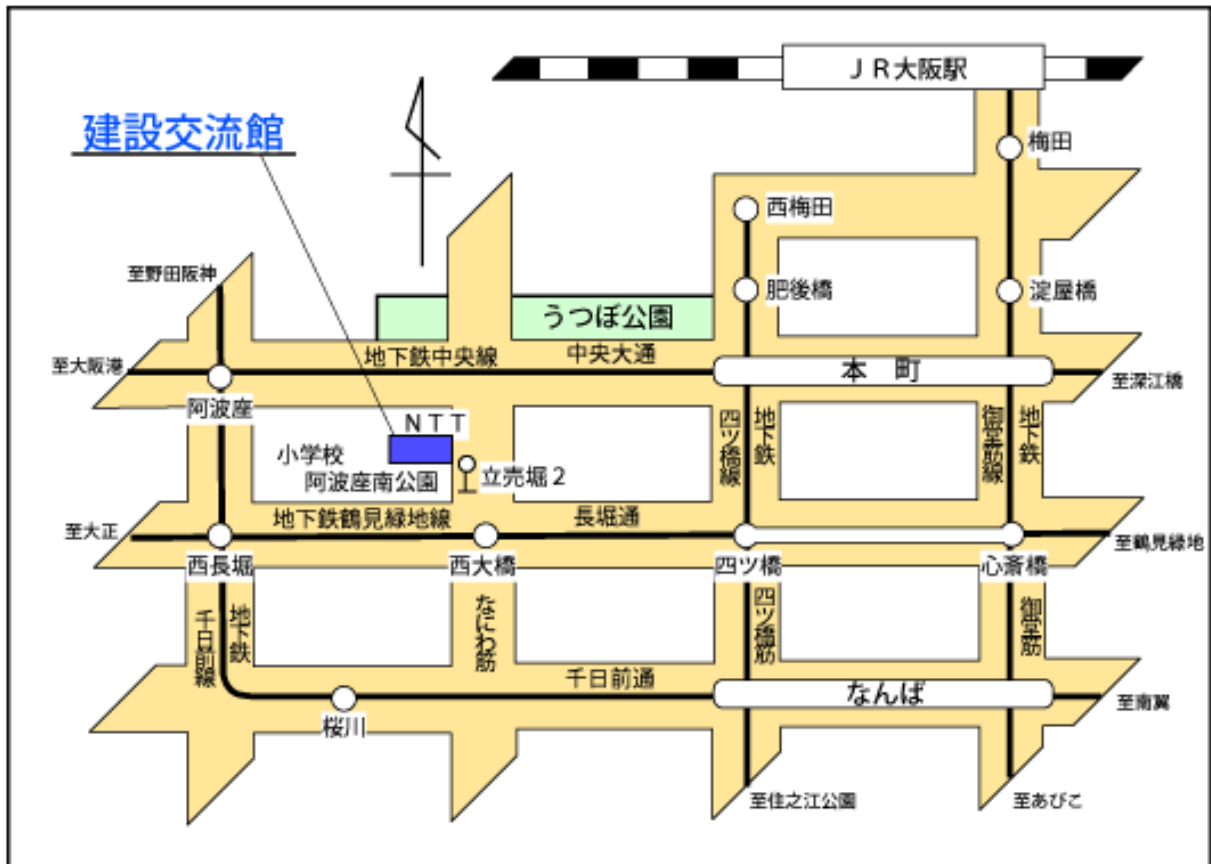 ＪＲ大阪駅
建設交流館
梅田
西梅田
至野田阪神
肥後橋
淀屋橋
うつぼ公園
地下鉄中央線
中央大通
至大阪港
本　町
至深江橋
阿波座
ＮＴＴ
小学校
阿波座南公園
立売堀２
四ツ橋線
地下鉄
御堂筋線
地下鉄
地下鉄鶴見緑地線
長堀通
至大正
至鶴見緑地
西長堀
西大橋
四ツ橋
心斎橋
千日前線
地下鉄
なにわ筋
四ツ橋筋
御堂筋
千日前通
なんば
至南翼
桜川
至住之江公園
至あびこ